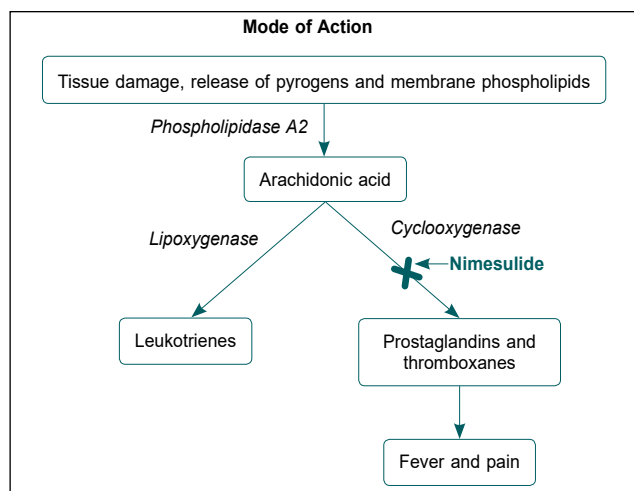 Mode of Action
Tissue damage, release of pyrogens and membrane phospholipids
Phospholipidase A2
Arachidonic acid
Lipoxygenase
Cyclooxygenase
Nimesulide
Leukotrienes
Prostaglandins and
thromboxanes
Fever and pain